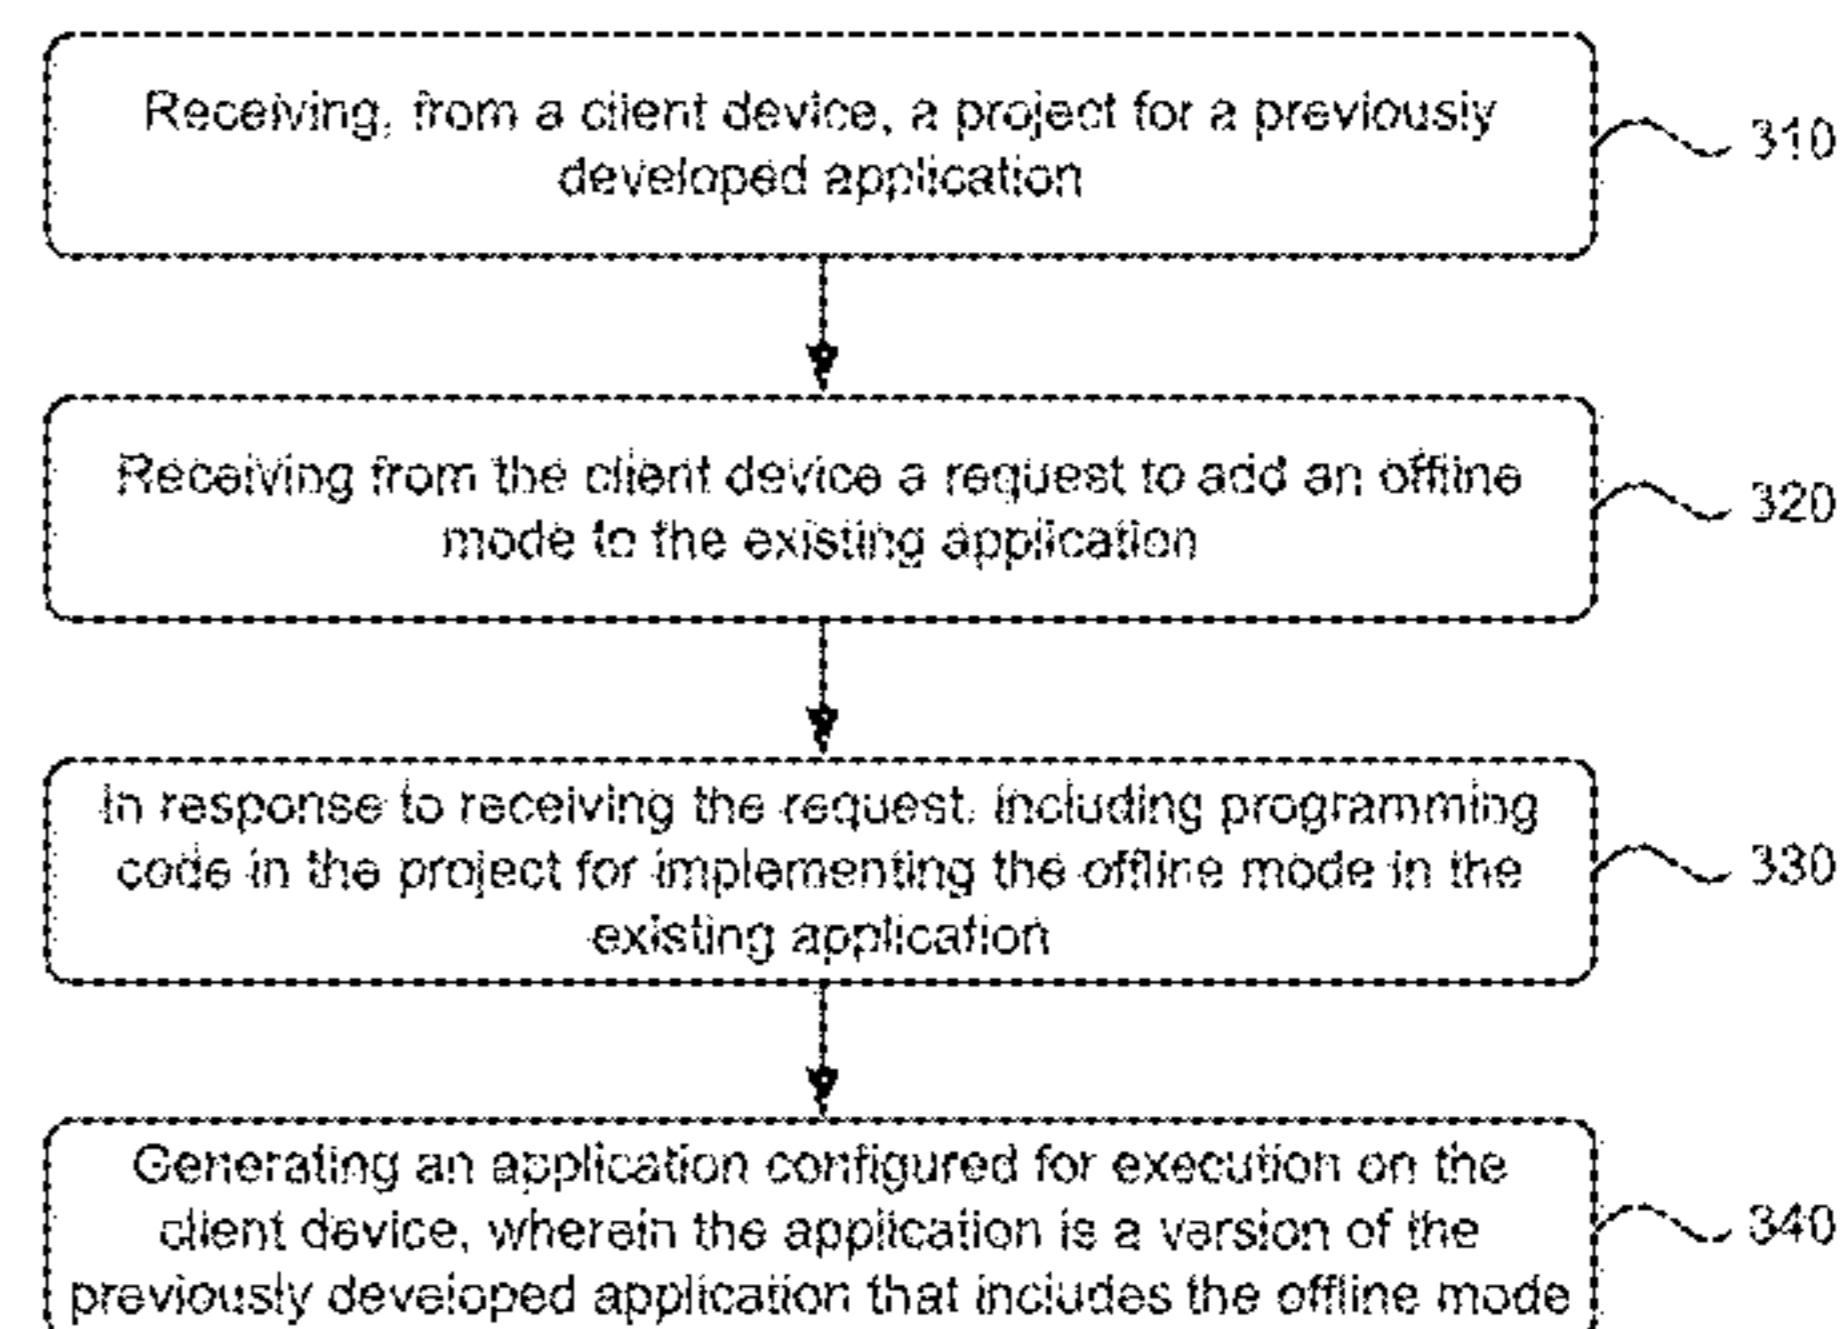 Receiving, from a client device, a project for a previously
developed application
310
Receiving from the client device a request to add an offline
mode to the existing application
320
In response to receiving the request, including programming
code in the project for implementing the offline mode in the
existing application
330
Generating an application configured for execution on the
client device, wherein the application is a version of the
previously developed application that includes the offline mode
340